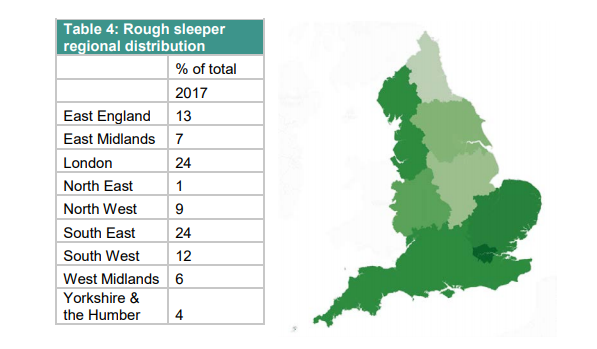 Table 4: Rough sleeper
regional distribution
% of total
2017
East England 13
East Midlands 7
London 24
North East 1
North West 9
South East 24
South West 12
West Midlands 6
Yorkshire &
the Humber 4